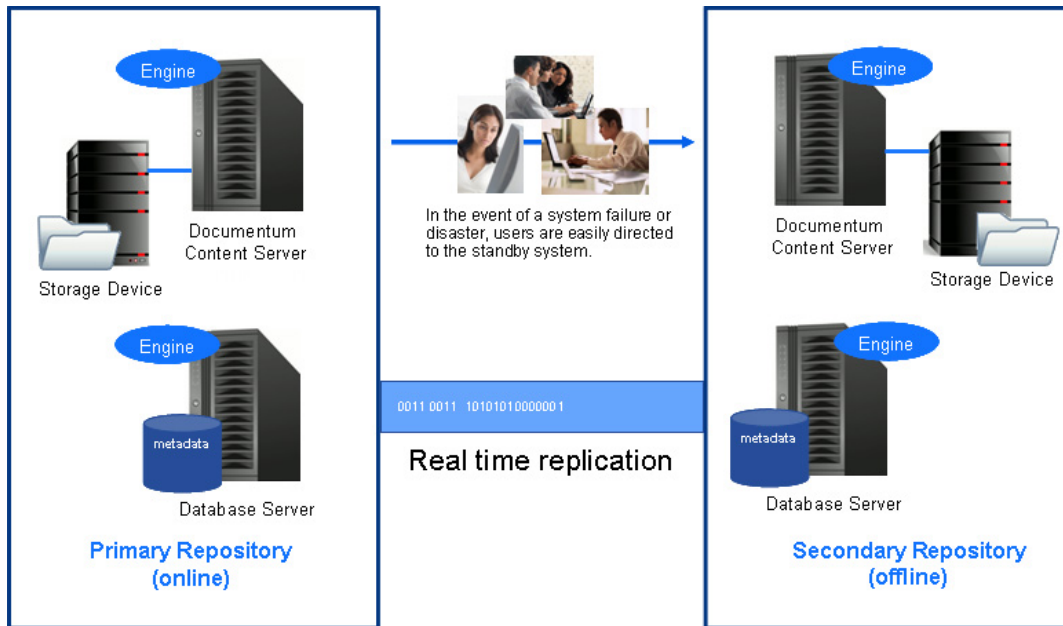 Engine
Documentum
Content Server
Storage Device
Engine
metadata
Database Server
Primary Repository
(online)
In the event of a system failure or
disaster, users are easily directed
to the standby system.
0011 0011 10101010000001
Real time replication
Engine
Documentum
Content Server
Storage Device
Engine
metadata
Database Server
Secondary Repository
(offline)